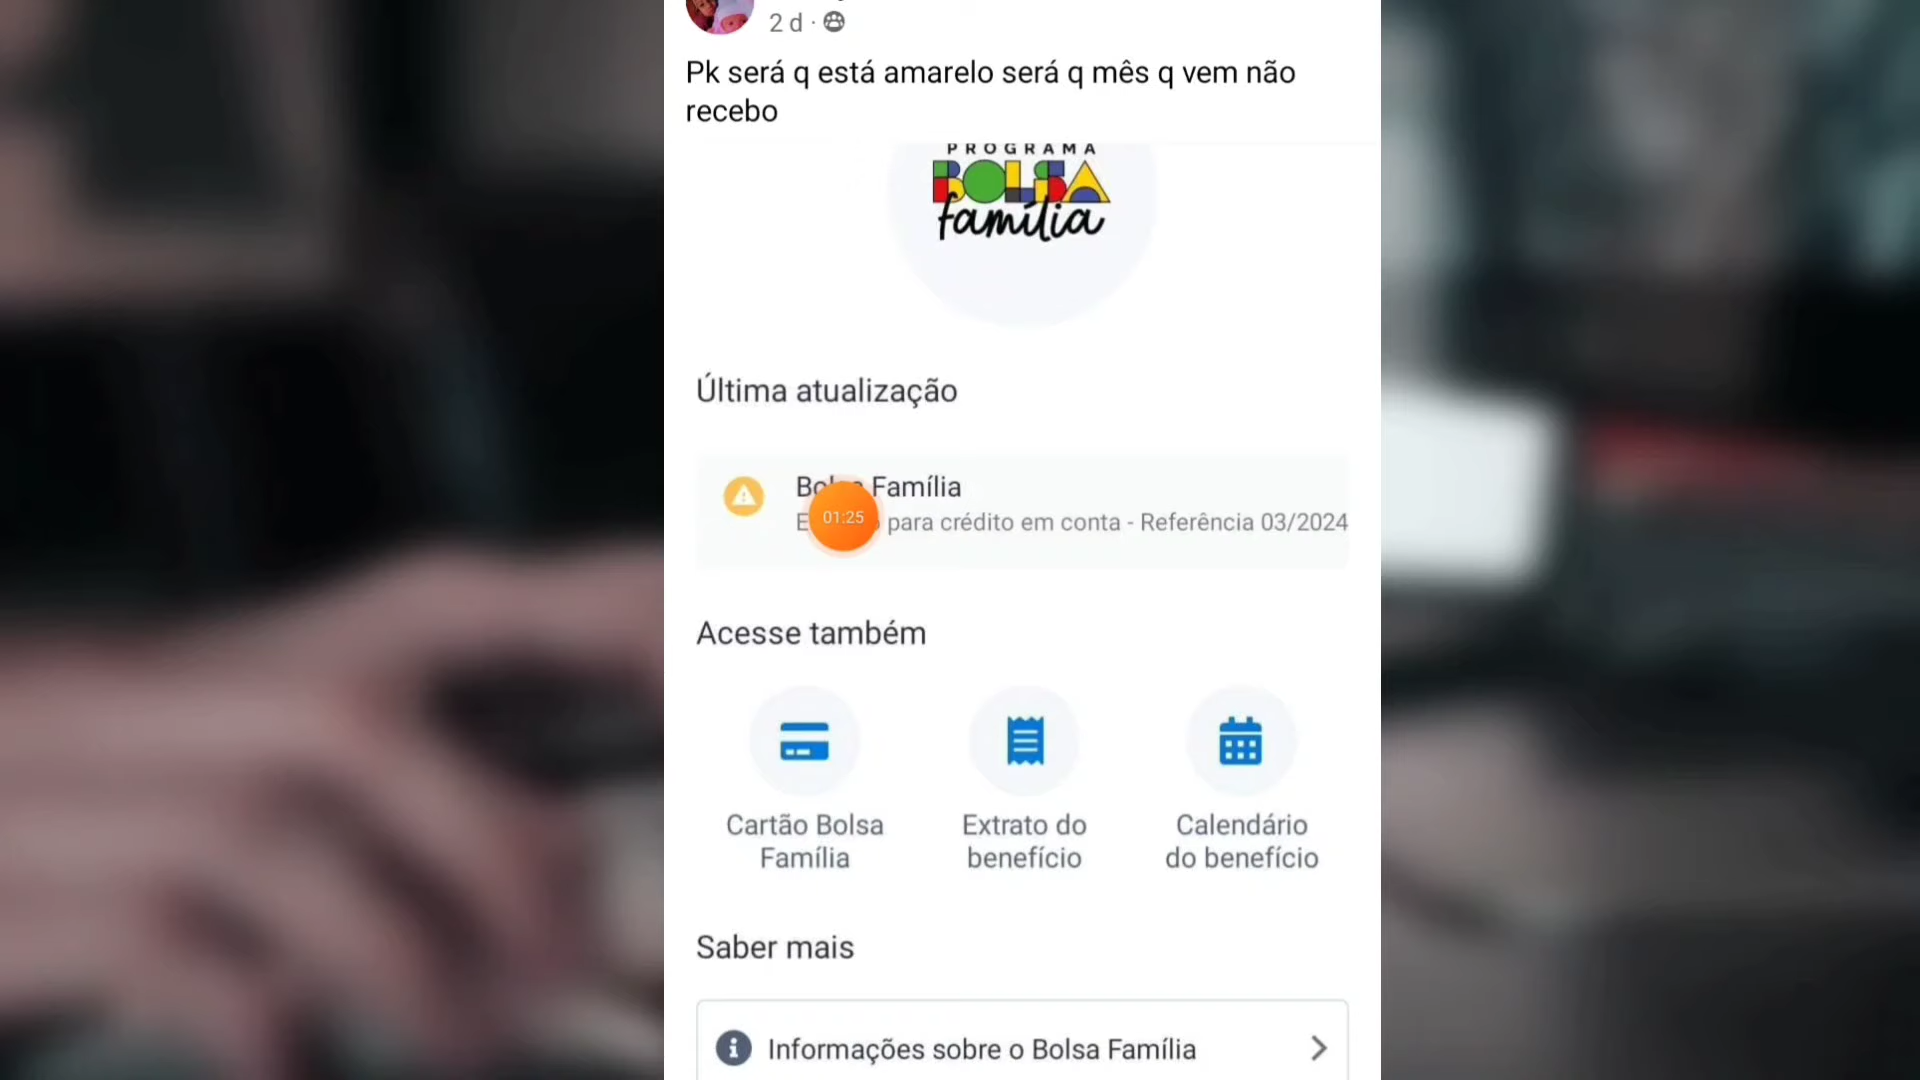 2 d ·
Pk será q está amarelo será q mês q vem não
recebo
PROGRAMA
BOLSA
família
Última atualização
Bolsa Família
para crédito em conta - Referência 03/2024
01:25
Acesse também
Cartão Bolsa
Família
Extrato do
benefício
Calendário
do benefício
Saber mais
Informações sobre o Bolsa Família